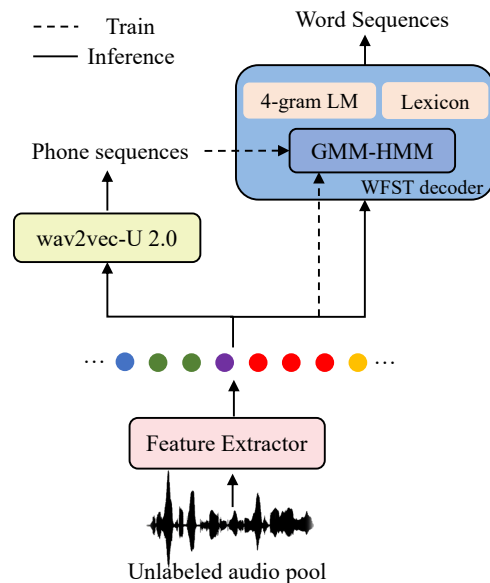 Word Sequences
Train
Inference
4-gram LM
Lexicon
Phone sequences
GMM-HMM
WFST decoder
wav2vec-U 2.0
...
...
Feature Extractor
Unlabeled audio pool